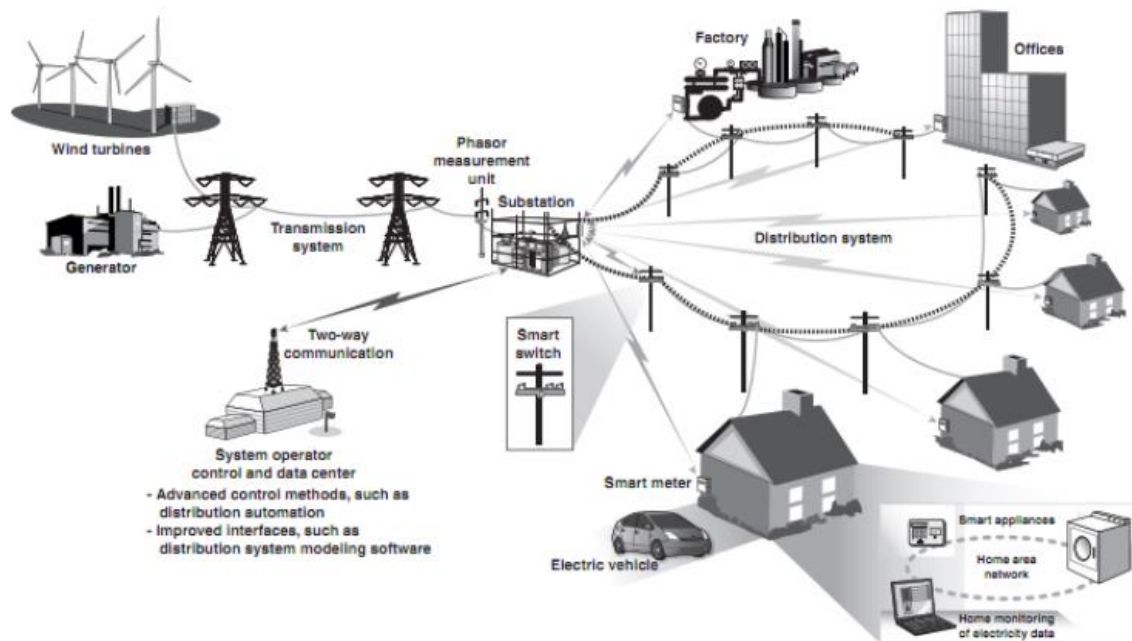 Factory
Offices
Wind turbines
Phasor
measurement
unit
Substation
Transmission
system
Generator
Distribution system
Two-way
communication
Smart
switch
System operator
control and data center
- Advanced control methods, such as
distribution automation
- Improved interfaces, such as
distribution system modeling software
Smart meter
Electric vehicle
Smart appliances
Home area
network
Home monitoring
of electricity data